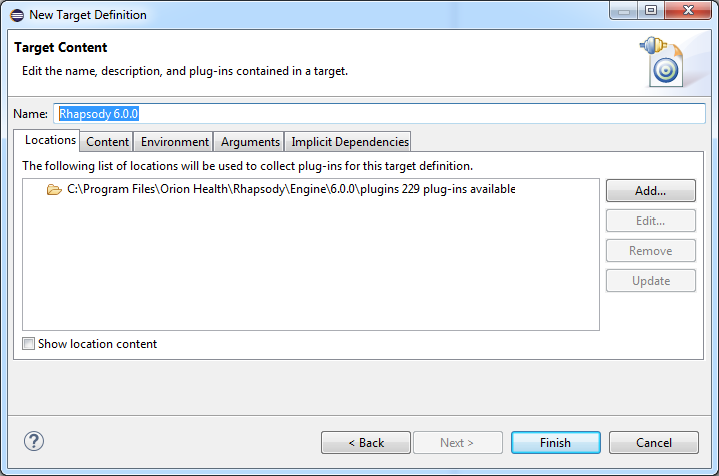 New Target Definition
Target Content
Edit the name, description, and plug-ins contained in a target.
Name: Rhapsody 6.0.0
Locations Content Environment Arguments Implicit Dependencies
The following list of locations will be used to collect plug-ins for this target definition.
C:\Program Files\Orion Health\Rhapsody\Engine\6.0.0\plugins 229 plug-ins available
Add...
Edit...
Remove
Update
Show location content
? < Back Next > Finish Cancel